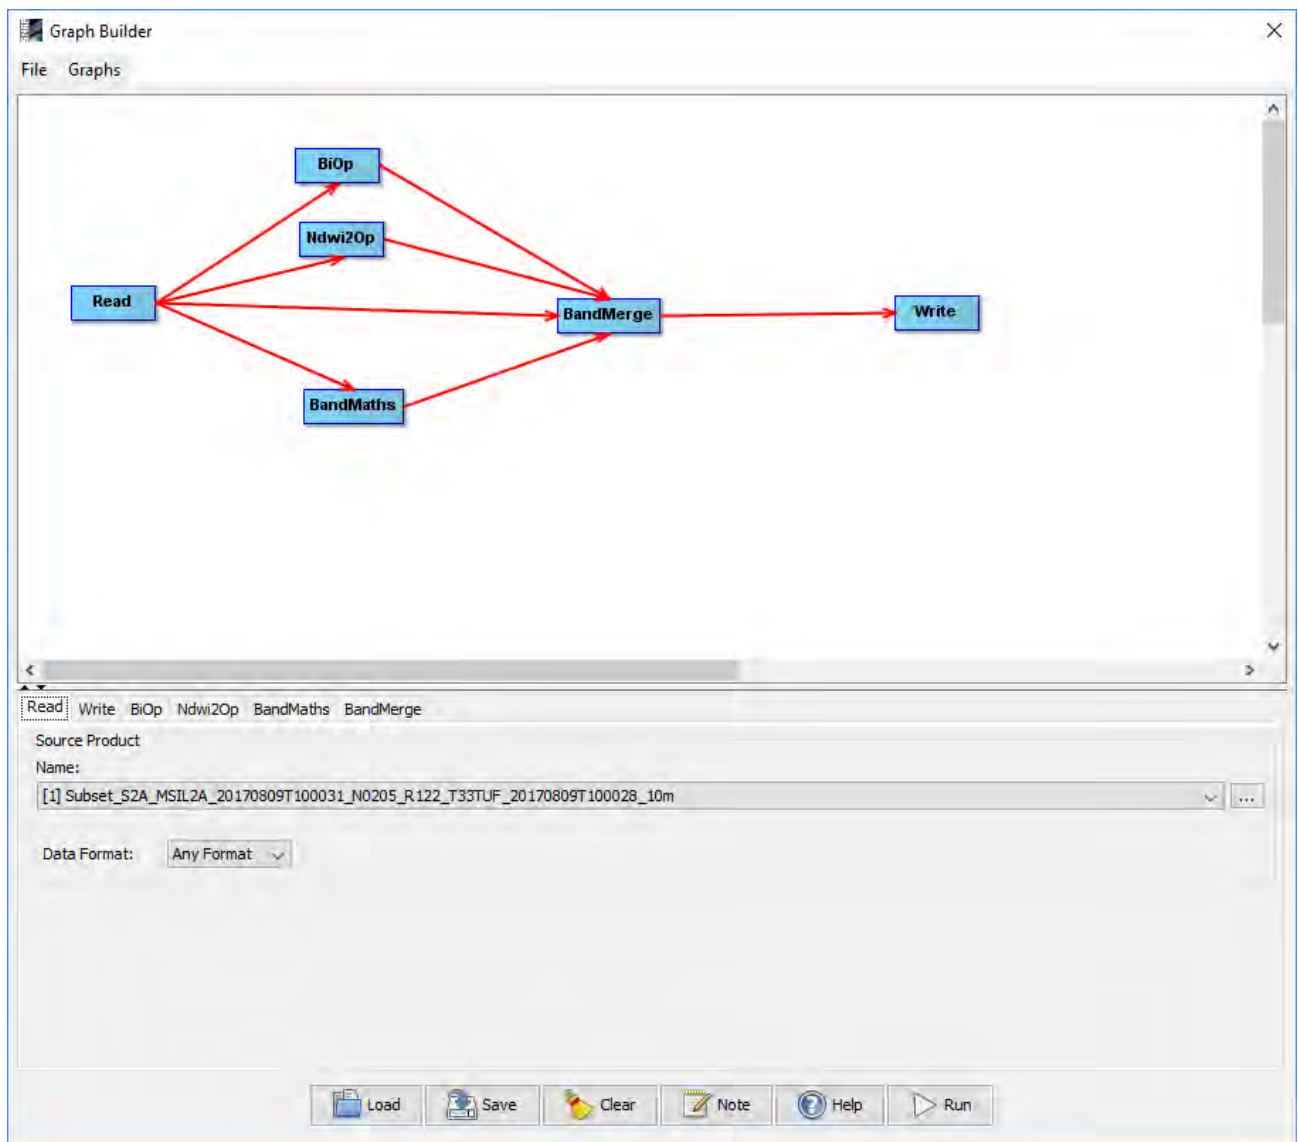 Graph Builder
File Graphs
BiOp
Ndwi2Op
Read
BandMerge
Write
BandMaths
Read Write BiOp Ndwi2Op BandMaths BandMerge
Source Product
Name:
[1] Subset_S2A_MSIL2A_20170809T100031_N0205_R122_T33TUF_20170809T100028_10m
...
Data Format: Any Format
Load Save Clear Note Help Run